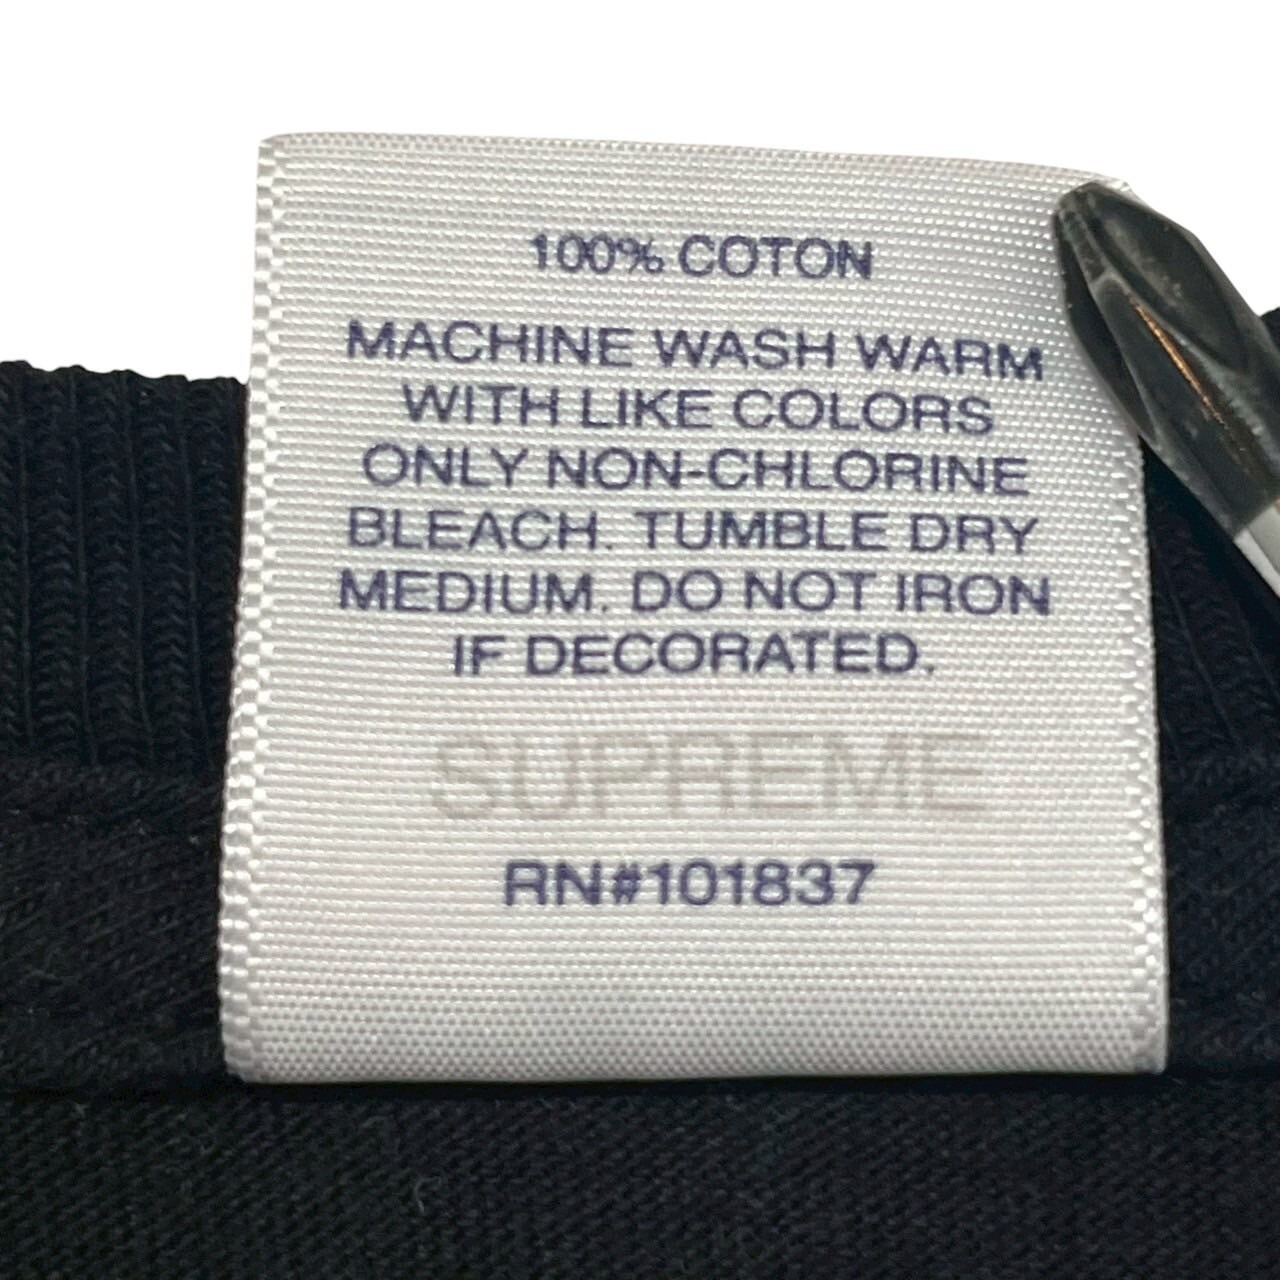 100% COTON
MACHINE WASH WARM
WITH LIKE COLORS
ONLY NON-CHLORINE
BLEACH. TUMBLE DRY
MEDIUM. DO NOT IRON
IF DECORATED.
SUPREME
RN#101837